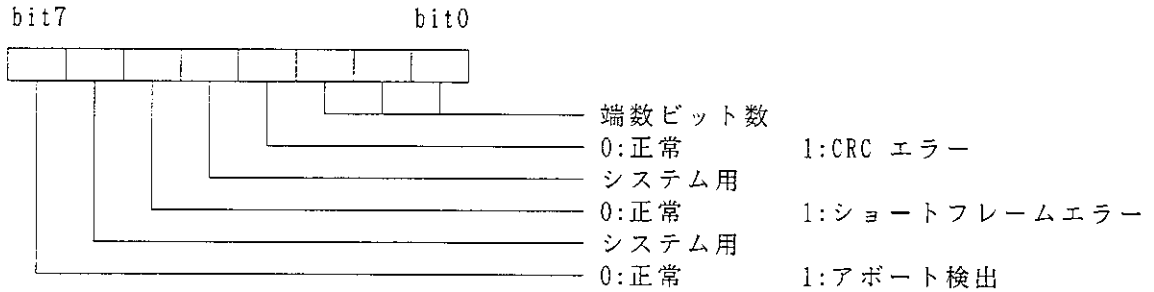 bit7 bit0
端数ビット数
0:正常 1:CRC エラー
システム用
0:正常 1:ショートフレームエラー
システム用
0:正常 1:アボート検出